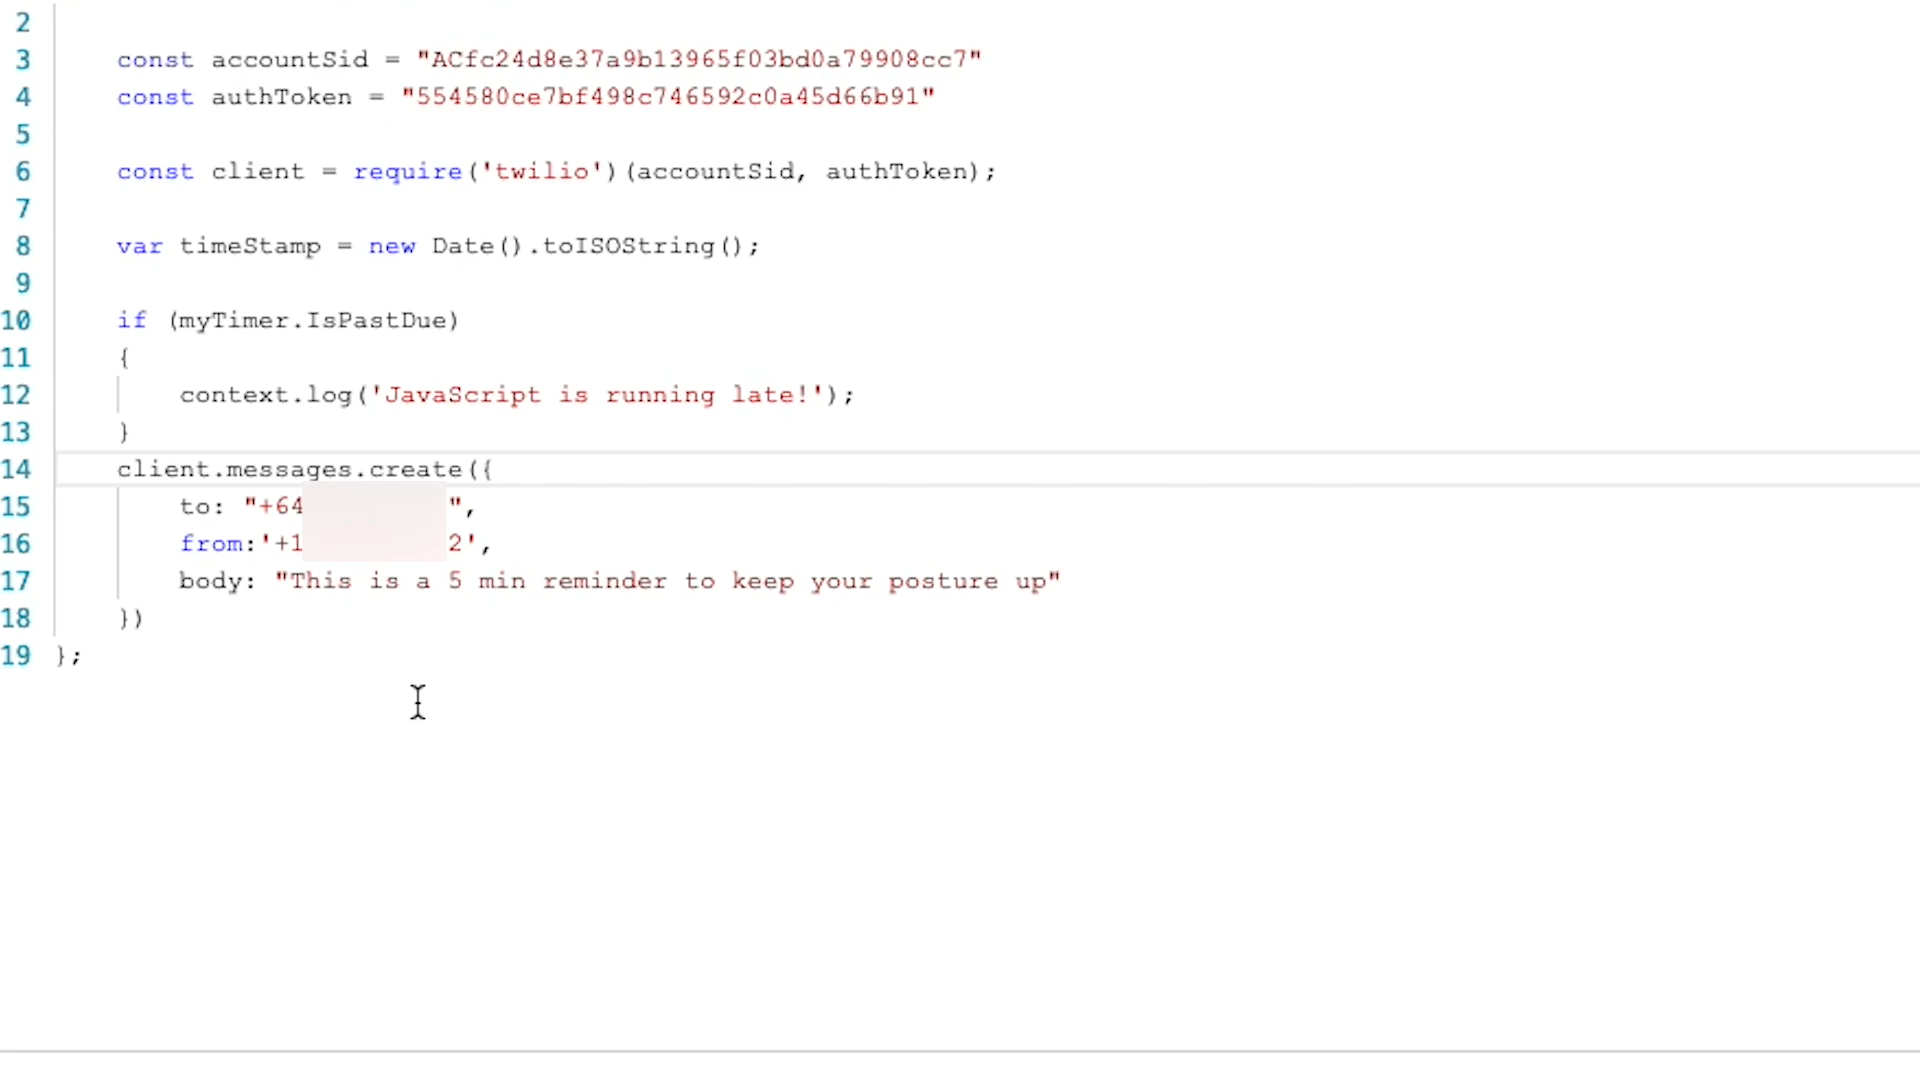 2
3 const accountSid = "ACfc24d8e37a9b13965f03bd0a79908cc7"
4 const authToken = "554580ce7bf498c746592c0a45d66b91"
5
6 const client = require('twilio')(accountSid, authToken);
7
8 var timeStamp = new Date().toISOString();
9
10 if (myTimer.IsPastDue)
11 {
12 context.log('JavaScript is running late!');
13 }
14 client.messages.create({
15 to: "+64 ",
16 from:'+1 2',
17 body: "This is a 5 min reminder to keep your posture up"
18 })
19 };